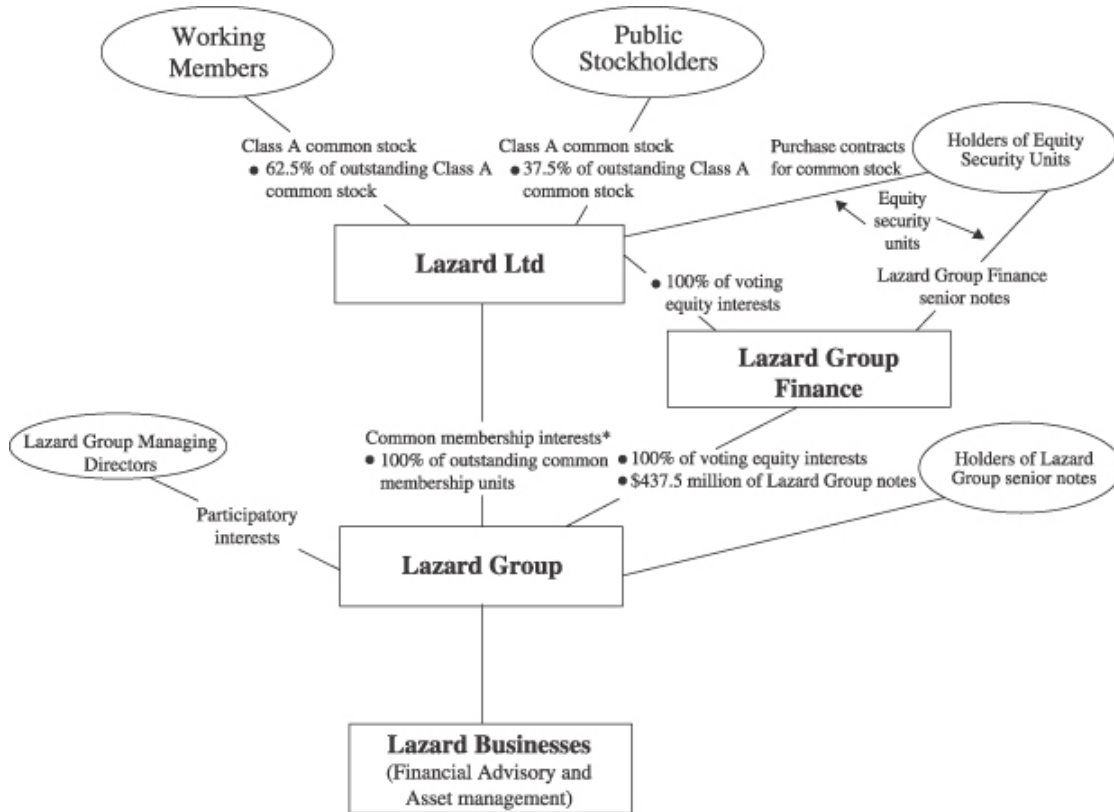 Working
Members
Public
Stockholders
Class A common stock
● 62.5% of outstanding Class A
common stock
Class A common stock
● 37.5% of outstanding Class A
common stock
Purchase contracts
for common stock
Holders of Equity
Security Units
Equity
security
units
Lazard Ltd
● 100% of voting
equity interests
Lazard Group Finance
senior notes
Lazard Group
Finance
Lazard Group Managing
Directors
Common membership interests*
● 100% of outstanding common
membership units
● 100% of voting equity interests
● $437.5 million of Lazard Group notes
Holders of Lazard
Group senior notes
Participatory
interests
Lazard Group
Lazard Businesses
(Financial Advisory and
Asset management)